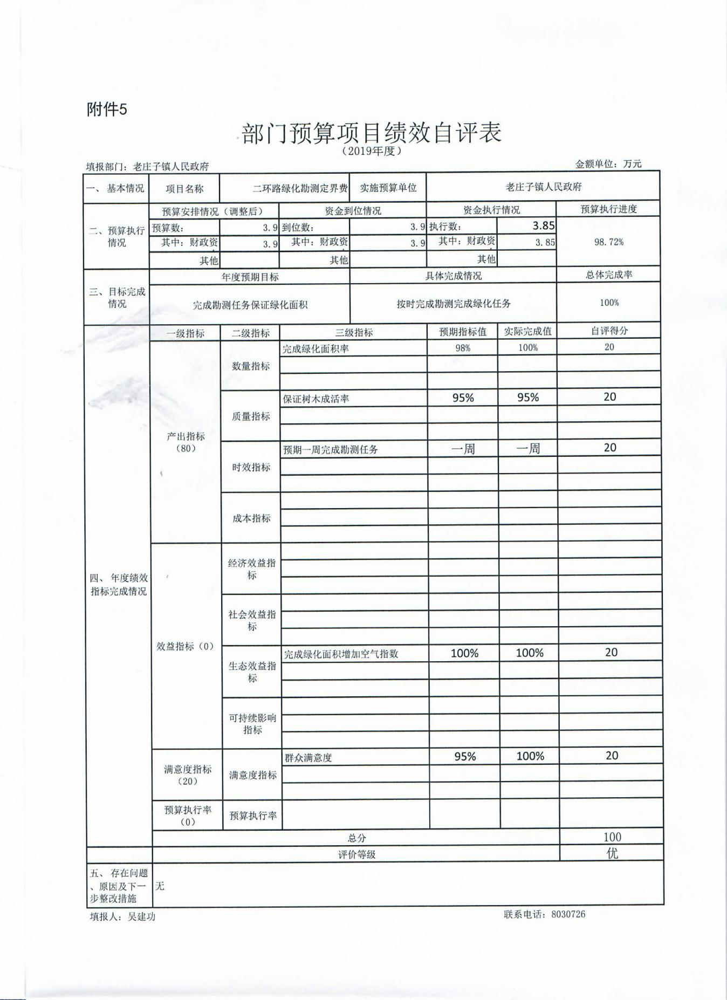 附件5
部门预算项目绩效自评表
（2019年度）
填报部门：老庄子镇人民政府 金额单位：万元
一、 基本情况 项目名称 二环路绿化勘测定界费 实施预算单位 老庄子镇人民政府
二、预算执行情况 预算安排情况（调整后） 资金到位情况 资金执行情况 预算执行进度
预算数： 3.9 到位数： 3.9 执行数： 3.85 98.72%
其中：财政资 3.9 其中：财政资 3.9 其中：财政资 3.85
其他 其他 其他
三、目标完成情况 年度预期目标 具体完成情况 总体完成率
完成勘测任务保证绿化面积 按时完成勘测完成绿化任务 100%
四、 年度绩效指标完成情况 一级指标 二级指标 三级指标 预期指标值 实际完成值 自评得分
产出指标（80） 数量指标 完成绿化面积率 98% 100% 20
质量指标 保证树木成活率 95% 95% 20
时效指标 预期一周完成勘测任务 一周 一周 20
成本指标
效益指标（0） 经济效益指标
社会效益指标
生态效益指标 完成绿化面积增加空气指数 100% 100% 20
可持续影响指标
满意度指标（20） 满意度指标 群众满意度 95% 100% 20
预算执行率（0） 预算执行率
总分 100
评价等级 优
五、 存在问题、原因及下一步整改措施 无
填报人：吴建功 联系电话：8030726